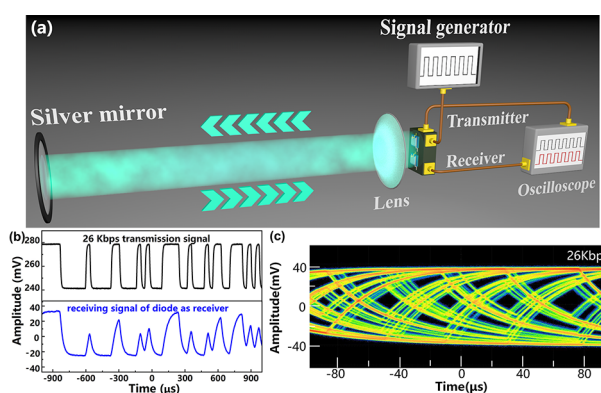 (a)
Signal generator
Silver mirror
Transmitter
Receiver
Lens
Oscilloscope
(b)
26 Kbps transmission signal
280
260
240
Amplitude (mV)
receiving signal of diode as receiver
40
20
0
-20
-40
-900 -600 -300 0 300 600 900
Time (µs)
(c)
26Kbp
40
0
-40
Amplitude(mV)
-80 -40 0 40 80
Time(µs)